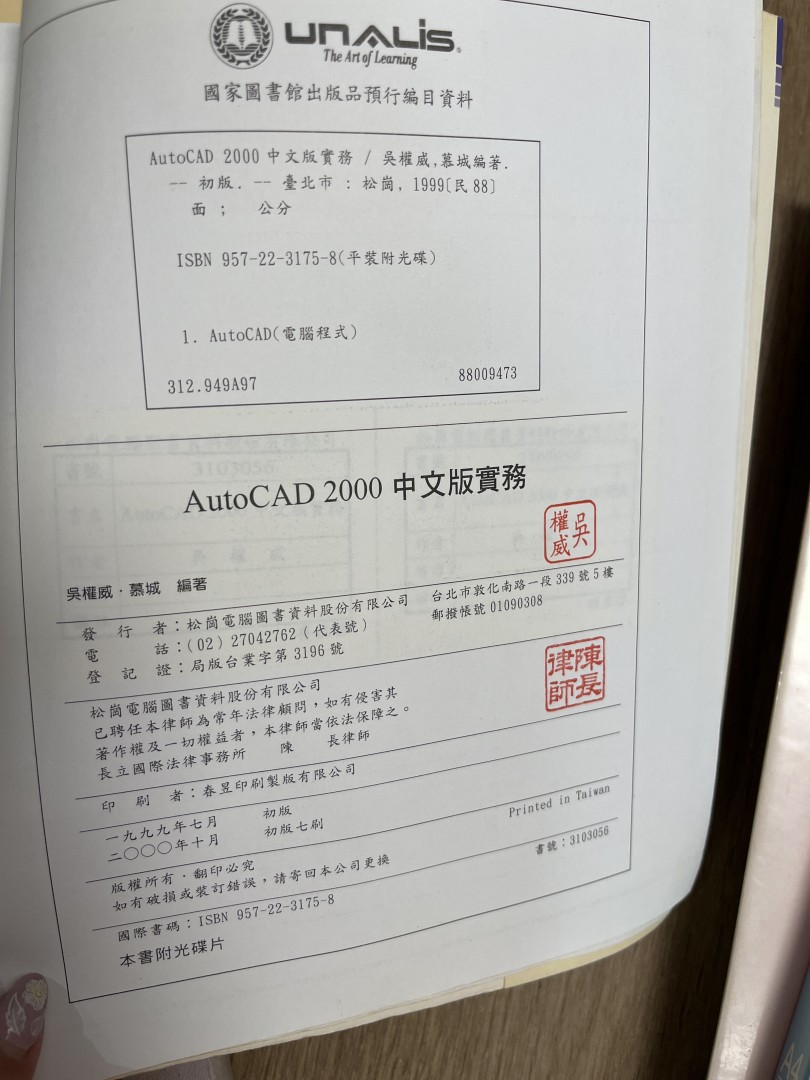 UNALIS®
The Art of Learning
國家圖書館出版品預行編目資料
AutoCAD 2000 中文版實務 / 吳權威,慕城編著.
-- 初版. -- 臺北市 : 松崗, 1999[民 88]
面 ; 公分
ISBN 957-22-3175-8(平裝附光碟)
1. AutoCAD(電腦程式)
312.949A97 88009473
AutoCAD 2000 中文版實務
吳權威
吳權威‧慕城 編著
發行者：松崗電腦圖書資料股份有限公司 台北市敦化南路一段 339 號 5 樓
電話：(02) 27042762 (代表號) 郵撥帳號 01090308
登記證：局版台業字第 3196 號
陳長律師
松崗電腦圖書資料股份有限公司
已聘任本律師為常年法律顧問，如有侵害其
著作權及一切權益者，本律師當依法保障之。
長立國際法律事務所 陳 長律師
印刷者：春昱印刷製版有限公司
一九九九年七月 初版
二〇〇〇年十月 初版七刷
Printed in Taiwan
版權所有‧翻印必究
如有破損或裝訂錯誤，請寄回本公司更換
書號：3103056
國際書碼：ISBN 957-22-3175-8
本書附光碟片
A4